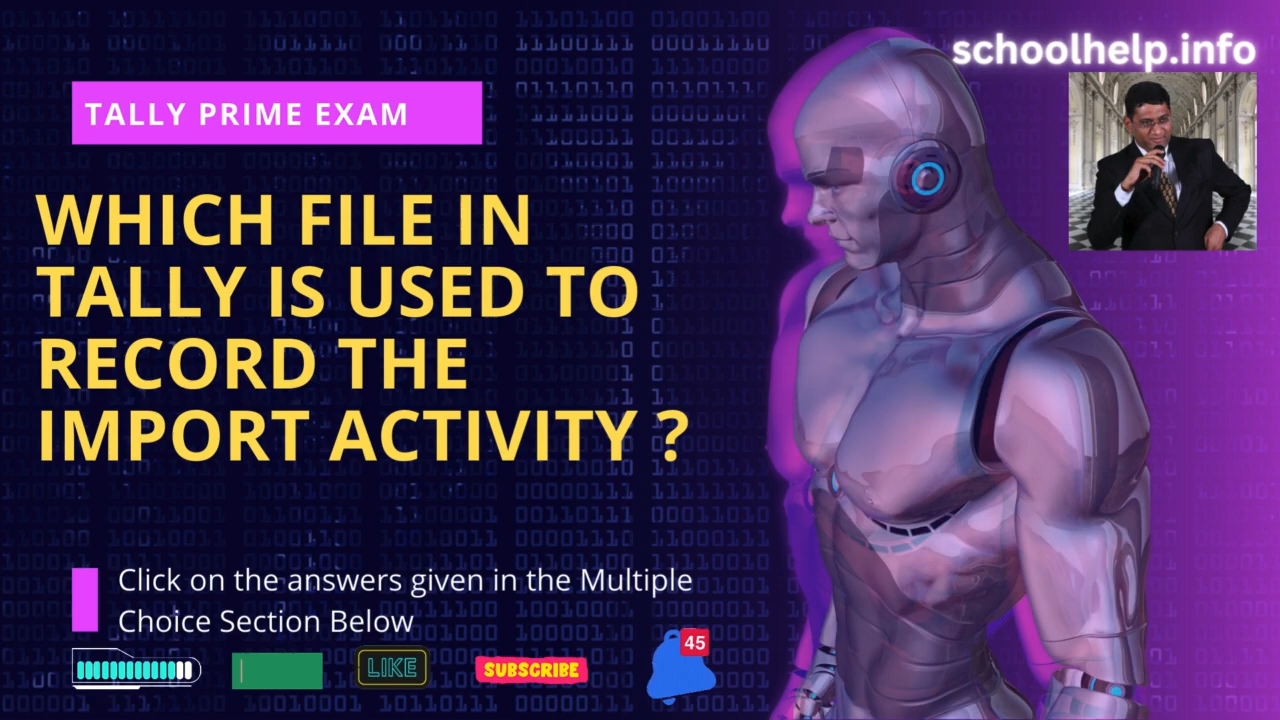 schoolhelp.info
TALLY PRIME EXAM
WHICH FILE IN
TALLY IS USED TO
RECORD THE
IMPORT ACTIVITY ?
Click on the answers given in the Multiple
Choice Section Below
LIKE
SUBSCRIBE
45